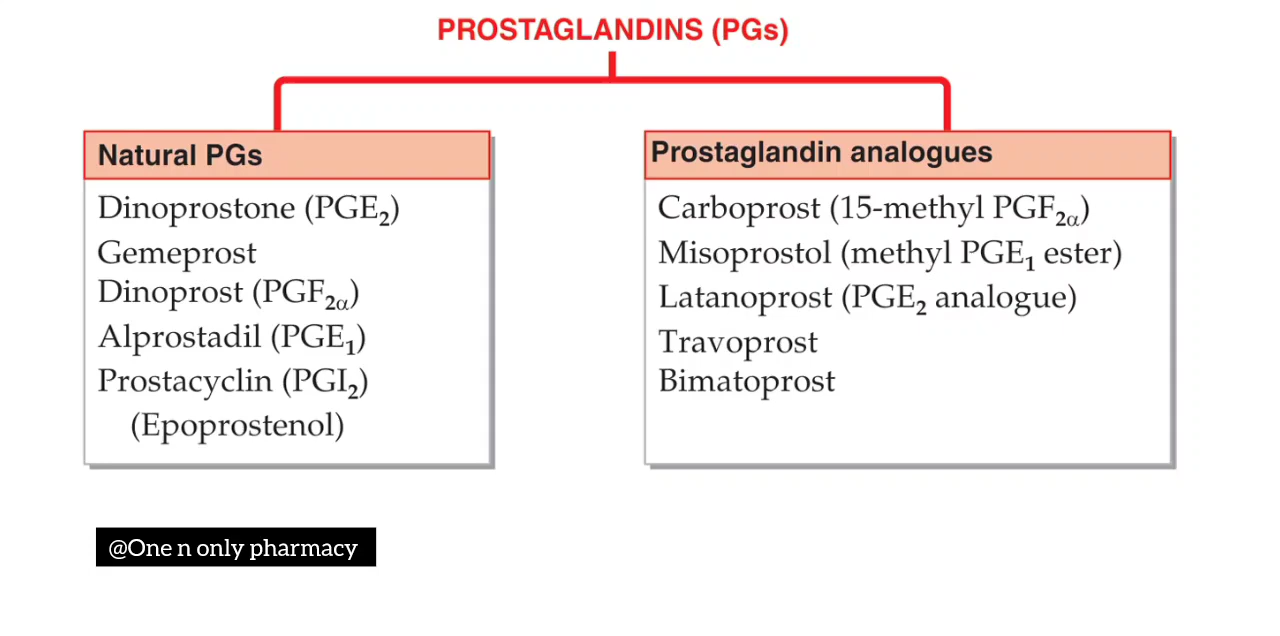 PROSTAGLANDINS (PGs)
Natural PGs
Dinoprostone (PGE₂)
Gemeprost
Dinoprost (PGF₂α)
Alprostadil (PGE₁)
Prostacyclin (PGI₂)
(Epoprostenol)
Prostaglandin analogues
Carboprost (15-methyl PGF₂α)
Misoprostol (methyl PGE₁ ester)
Latanoprost (PGE₂ analogue)
Travoprost
Bimatoprost
@One n only pharmacy